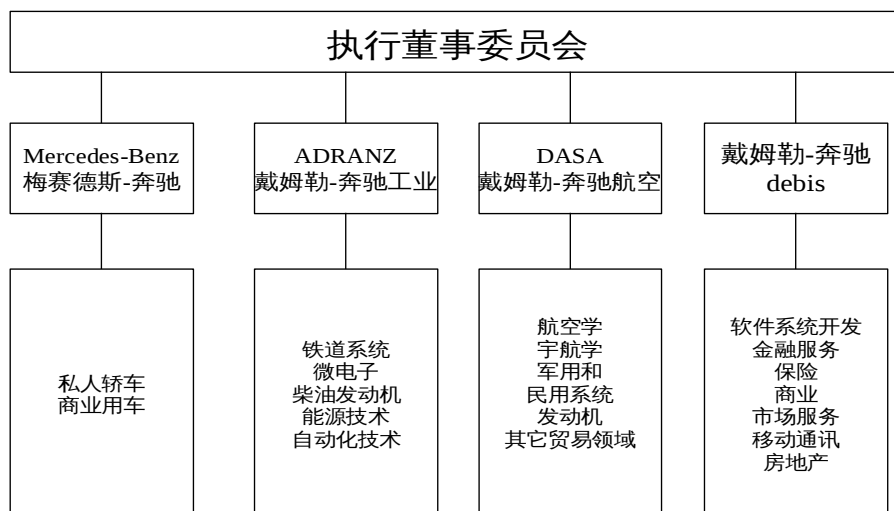 执行董事委员会
Mercedes-Benz
梅赛德斯-奔驰
ADRANZ
戴姆勒-奔驰工业
DASA
戴姆勒-奔驰航空
戴姆勒-奔驰
debis
私人轿车
商业用车
铁道系统
微电子
柴油发动机
能源技术
自动化技术
航空学
宇航学
军用和
民用系统
发动机
其它贸易领域
软件系统开发
金融服务
保险
商业
市场服务
移动通讯
房地产